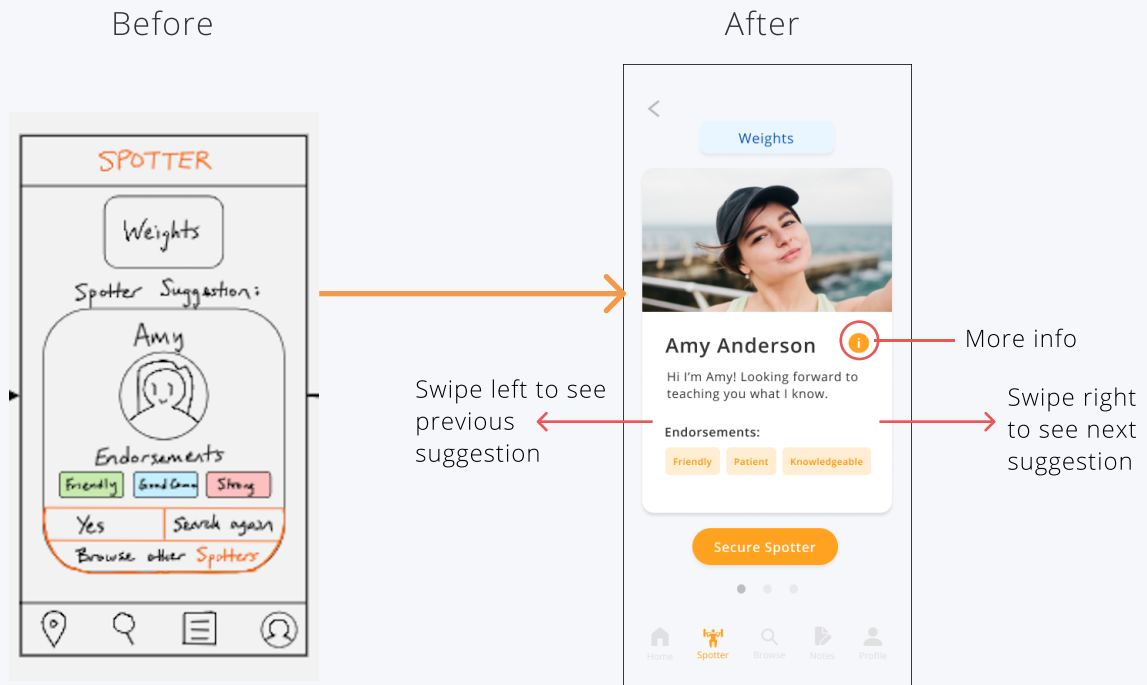 Before
After
SPOTTER
Weights
Spotter Suggestion:
Amy
Endorsements
Friendly
Good Comm
Strong
Yes
Search again
Browse other Spotters
Weights
Amy Anderson
i
Hi I'm Amy! Looking forward to
teaching you what I know.
Endorsements:
Friendly
Patient
Knowledgeable
Secure Spotter
Home
Spotter
Browse
Notes
Profile
More info
Swipe left to see
previous
suggestion
Swipe right
to see next
suggestion